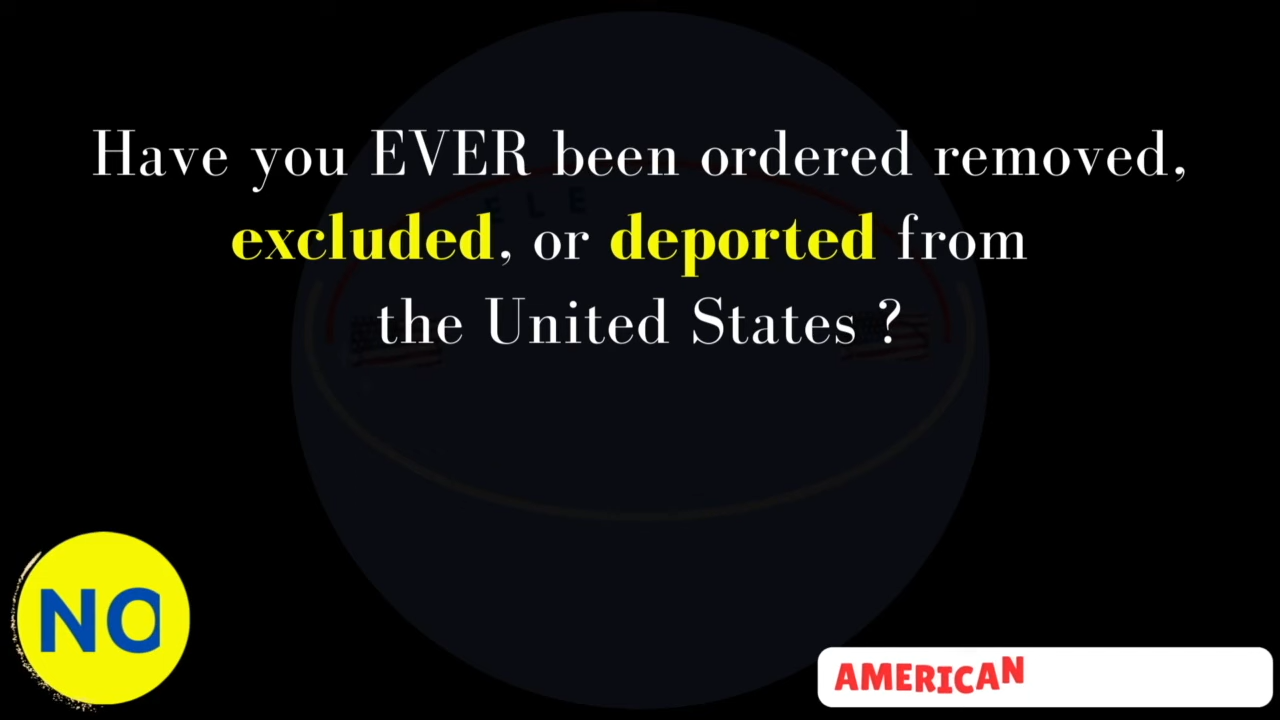 Have you EVER been ordered removed,
excluded, or deported from
the United States ?
NO
AMERICAN